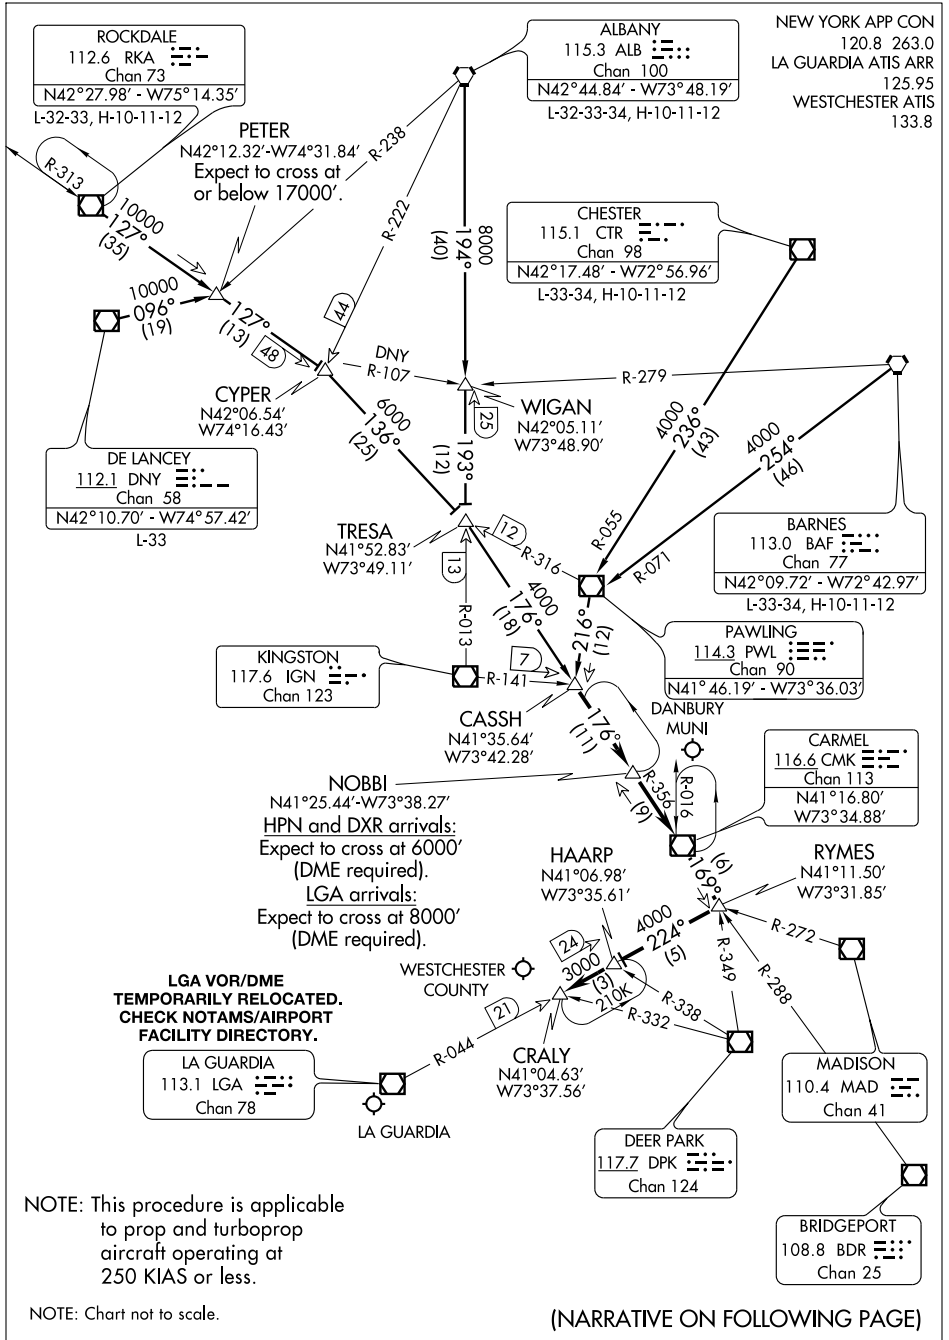 NEW YORK APP CON
120.8 263.0
LA GUARDIA ATIS ARR
125.95
WESTCHESTER ATIS
133.8
ROCKDALE
112.6 RKA
Chan 73
N42°27.98' - W75°14.35'
L-32-33, H-10-11-12
ALBANY
115.3 ALB
Chan 100
N42°44.84' - W73°48.19'
L-32-33-34, H-10-11-12
PETER
N42°12.32'-W74°31.84'
Expect to cross at
or below 17000'.
R-313
R-238
R-222
10000
127°
(35)
8000
194°
(40)
CHESTER
115.1 CTR
Chan 98
N42°17.48' - W72°56.96'
L-33-34, H-10-11-12
10000
096°
(19)
127°
(13)
48
44
DNY
R-107
R-279
CYPER
N42°06.54'
W74°16.43'
25
WIGAN
N42°05.11'
W73°48.90'
6000
136°
(25)
193°
(12)
4000
236°
(43)
4000
254°
(46)
DE LANCEY
112.1 DNY
Chan 58
N42°10.70' - W74°57.42'
L-33
BARNES
113.0 BAF
Chan 77
N42°09.72' - W72°42.97'
L-33-34, H-10-11-12
TRESA
N41°52.83'
W73°49.11'
12
R-316
R-055
R-071
13
R-013
4000
176°
(18)
216°
(12)
PAWLING
114.3 PWL
Chan 90
N41°46.19' - W73°36.03'
KINGSTON
117.6 IGN
Chan 123
R-141
7
CASSH
N41°35.64'
W73°42.28'
176°
(11)
DANBURY
MUNI
CARMEL
116.6 CMK
Chan 113
N41°16.80'
W73°34.88'
NOBBI
N41°25.44'-W73°38.27'
HPN and DXR arrivals:
Expect to cross at 6000'
(DME required).
LGA arrivals:
Expect to cross at 8000'
(DME required).
R-356
(9)
R-016
HAARP
N41°06.98'
W73°35.61'
(6)
169°
RYMES
N41°11.50'
W73°31.85'
4000
224°
(5)
R-272
R-349
R-288
WESTCHESTER
COUNTY
24
3000
(3)
210K
R-338
R-332
21
R-044
LGA VOR/DME
TEMPORARILY RELOCATED.
CHECK NOTAMS/AIRPORT
FACILITY DIRECTORY.
CRALY
N41°04.63'
W73°37.56'
LA GUARDIA
113.1 LGA
Chan 78
LA GUARDIA
MADISON
110.4 MAD
Chan 41
DEER PARK
117.7 DPK
Chan 124
BRIDGEPORT
108.8 BDR
Chan 25
NOTE: This procedure is applicable
to prop and turboprop
aircraft operating at
250 KIAS or less.
NOTE: Chart not to scale.
(NARRATIVE ON FOLLOWING PAGE)